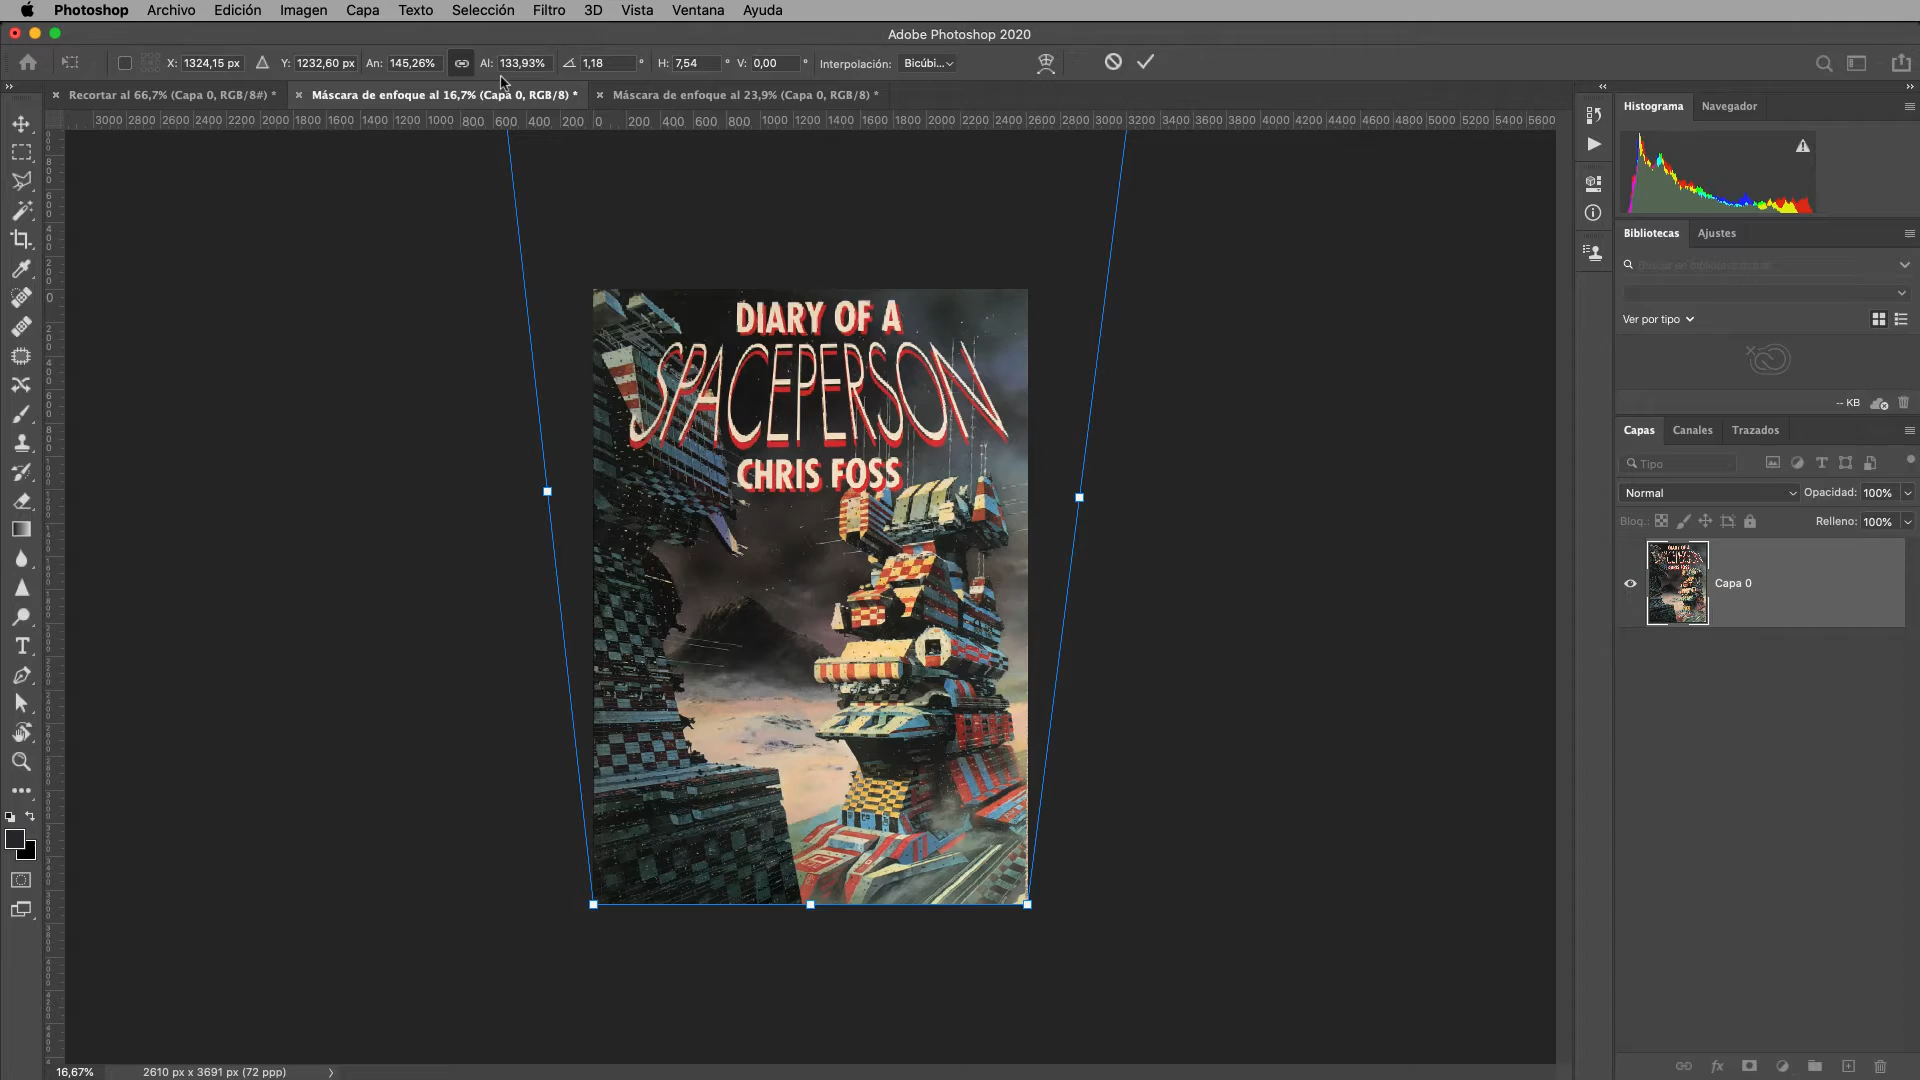 Photoshop Archivo Edición Imagen Capa Texto Selección Filtro 3D Vista Ventana Ayuda
Adobe Photoshop 2020
X: 1324,15 px Y: 1232,60 px An: 145,26% Al: 133,93% 1,18 ° H: 7,54 ° V: 0,00 ° Interpolación: Bicúbi...
Recortar al 66,7% (Capa 0, RGB/8#) * Máscara de enfoque al 16,7% (Capa 0, RGB/8) * Máscara de enfoque al 23,9% (Capa 0, RGB/8) *
3000 2800 2600 2400 2200 2000 1800 1600 1400 1200 1000 800 600 400 200 0 200 400 600 800 1000 1200 1400 1600 1800 2000 2200 2400 2600 2800 3000 3200 3400 3600 3800 4000 4200 4400 4600 4800 5000 5200 5400 5600
Histograma Navegador
Bibliotecas Ajustes
Ver por tipo
-- KB
Capas Canales Trazados
Tipo
Normal Opacidad: 100%
Bloq.: Relleno: 100%
Capa 0
DIARY OF A
SPACEPERSON
CHRIS FOSS
16,67% 2610 px x 3691 px (72 ppp)